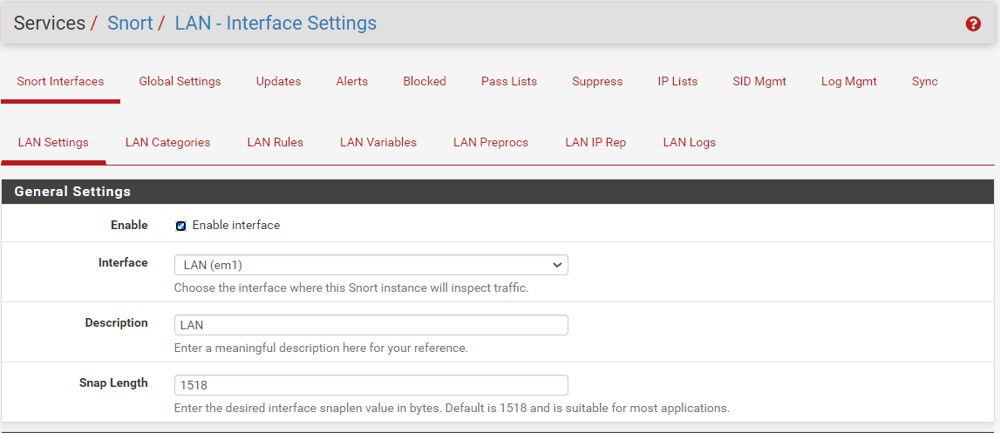 Services / Snort / LAN - Interface Settings
Snort Interfaces Global Settings Updates Alerts Blocked Pass Lists Suppress IP Lists SID Mgmt Log Mgmt Sync
LAN Settings LAN Categories LAN Rules LAN Variables LAN Preprocs LAN IP Rep LAN Logs
General Settings
Enable Enable interface
Interface LAN (em1)
Choose the interface where this Snort instance will inspect traffic.
Description LAN
Enter a meaningful description here for your reference.
Snap Length 1518
Enter the desired interface snaplen value in bytes. Default is 1518 and is suitable for most applications.